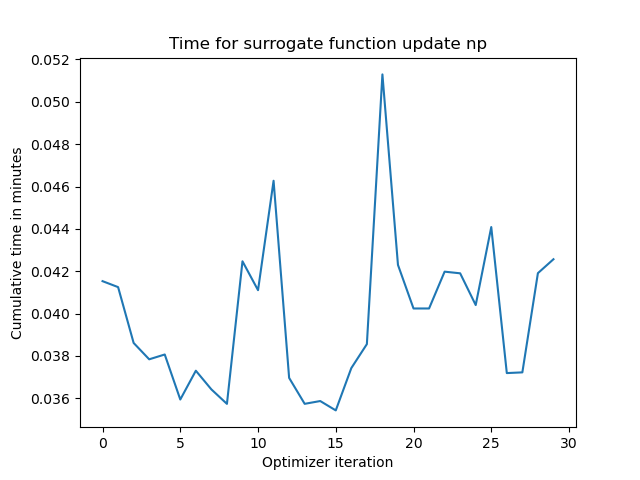 Time for surrogate function update np
0.052
0.050
0.048
0.046
0.044
0.042
0.040
0.038
0.036
Cumulative time in minutes
0 5 10 15 20 25 30
Optimizer iteration